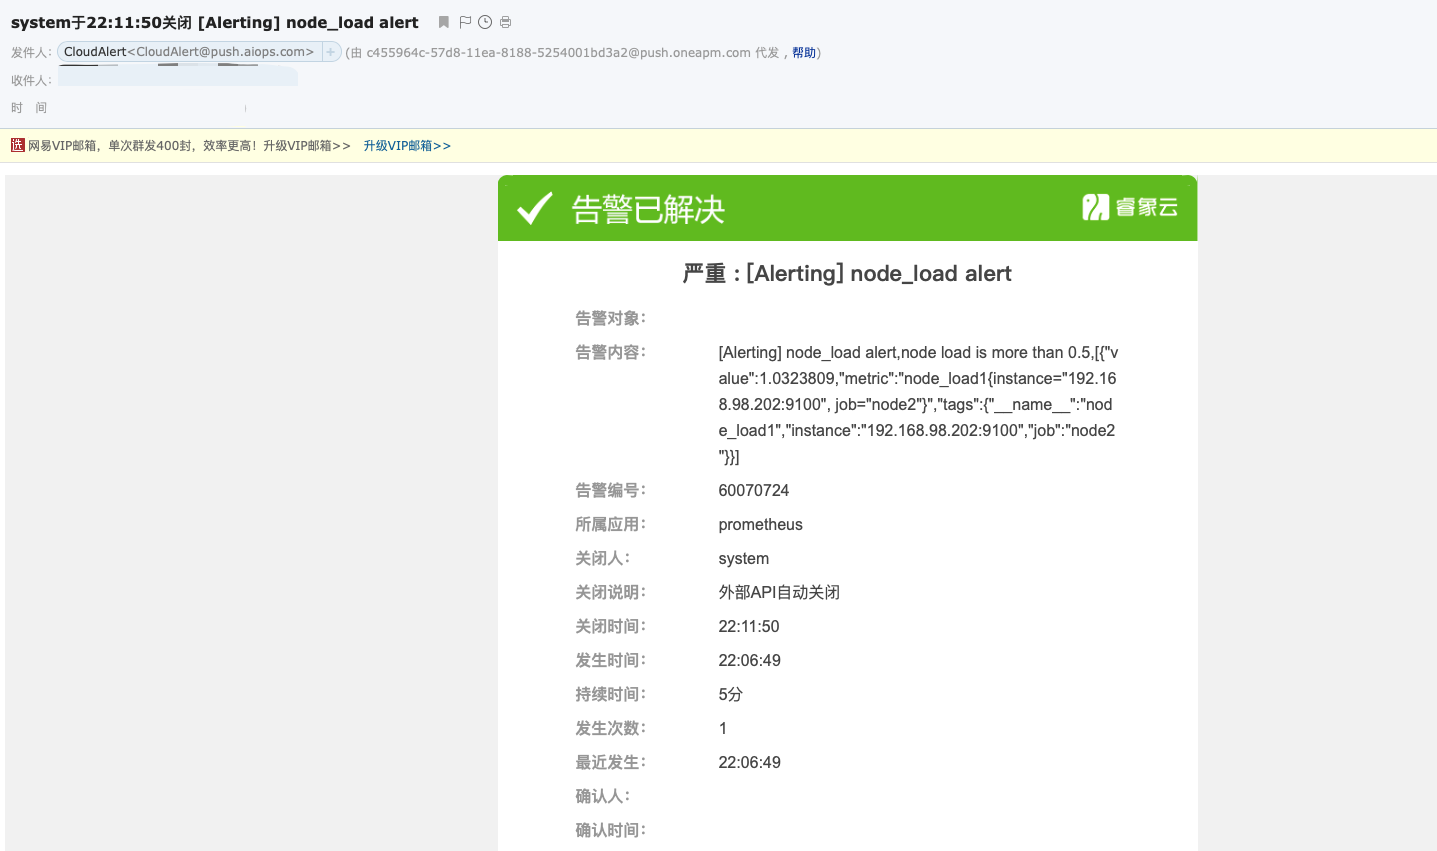 system于22:11:50关闭 [Alerting] node_load alert
发件人： CloudAlert<CloudAlert@push.aiops.com> + (由 c455964c-57d8-11ea-8188-5254001bd3a2@push.oneapm.com 代发 , 帮助)
收件人：
时 间
选 网易VIP邮箱，单次群发400封，效率更高！升级VIP邮箱>> 升级VIP邮箱>>
告警已解决 睿象云
严重 : [Alerting] node_load alert
告警对象：
告警内容： [Alerting] node_load alert,node load is more than 0.5,[{"v
alue":1.0323809,"metric":"node_load1{instance="192.16
8.98.202:9100", job="node2"}","tags":{"__name__":"nod
e_load1","instance":"192.168.98.202:9100","job":"node2
"}}]
告警编号： 60070724
所属应用： prometheus
关闭人： system
关闭说明： 外部API自动关闭
关闭时间： 22:11:50
发生时间： 22:06:49
持续时间： 5分
发生次数： 1
最近发生： 22:06:49
确认人：
确认时间：